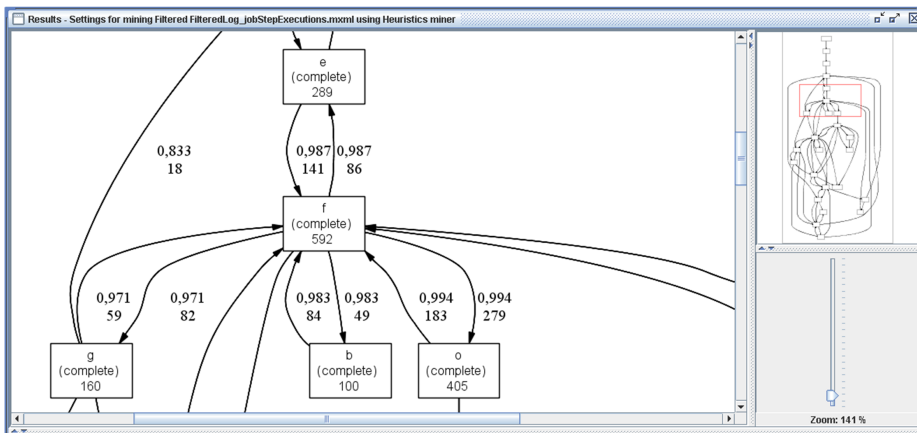 Results - Settings for mining Filtered FilteredLog_jobStepExecutions.mxml using Heuristics miner
e
(complete)
289
0,833
18
0,987
141
0,987
86
f
(complete)
592
0,971
59
0,971
82
0,983
84
0,983
49
0,994
183
0,994
279
g
(complete)
160
b
(complete)
100
o
(complete)
405
Zoom: 141 %